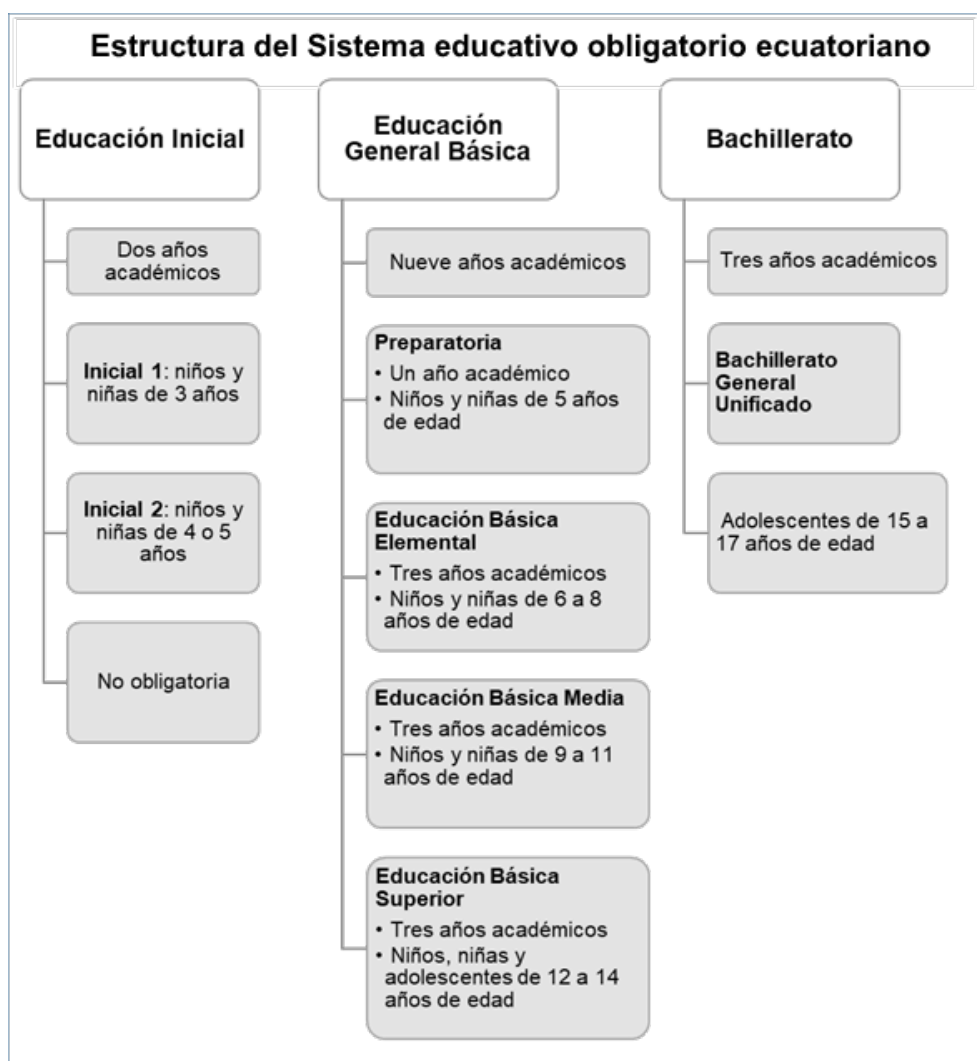 Estructura del Sistema educativo obligatorio ecuatoriano
Educación Inicial
Dos años
académicos
Inicial 1: niños y
niñas de 3 años
Inicial 2: niños y
niñas de 4 o 5
años
No obligatoria
Educación
General Básica
Nueve años académicos
Preparatoria
• Un año académico
• Niños y niñas de 5 años
de edad
Educación Básica
Elemental
• Tres años académicos
• Niños y niñas de 6 a 8
años de edad
Educación Básica Media
• Tres años académicos
• Niños y niñas de 9 a 11
años de edad
Educación Básica
Superior
• Tres años académicos
• Niños, niñas y
adolescentes de 12 a 14
años de edad
Bachillerato
Tres años académicos
Bachillerato
General
Unificado
Adolescentes de 15 a
17 años de edad